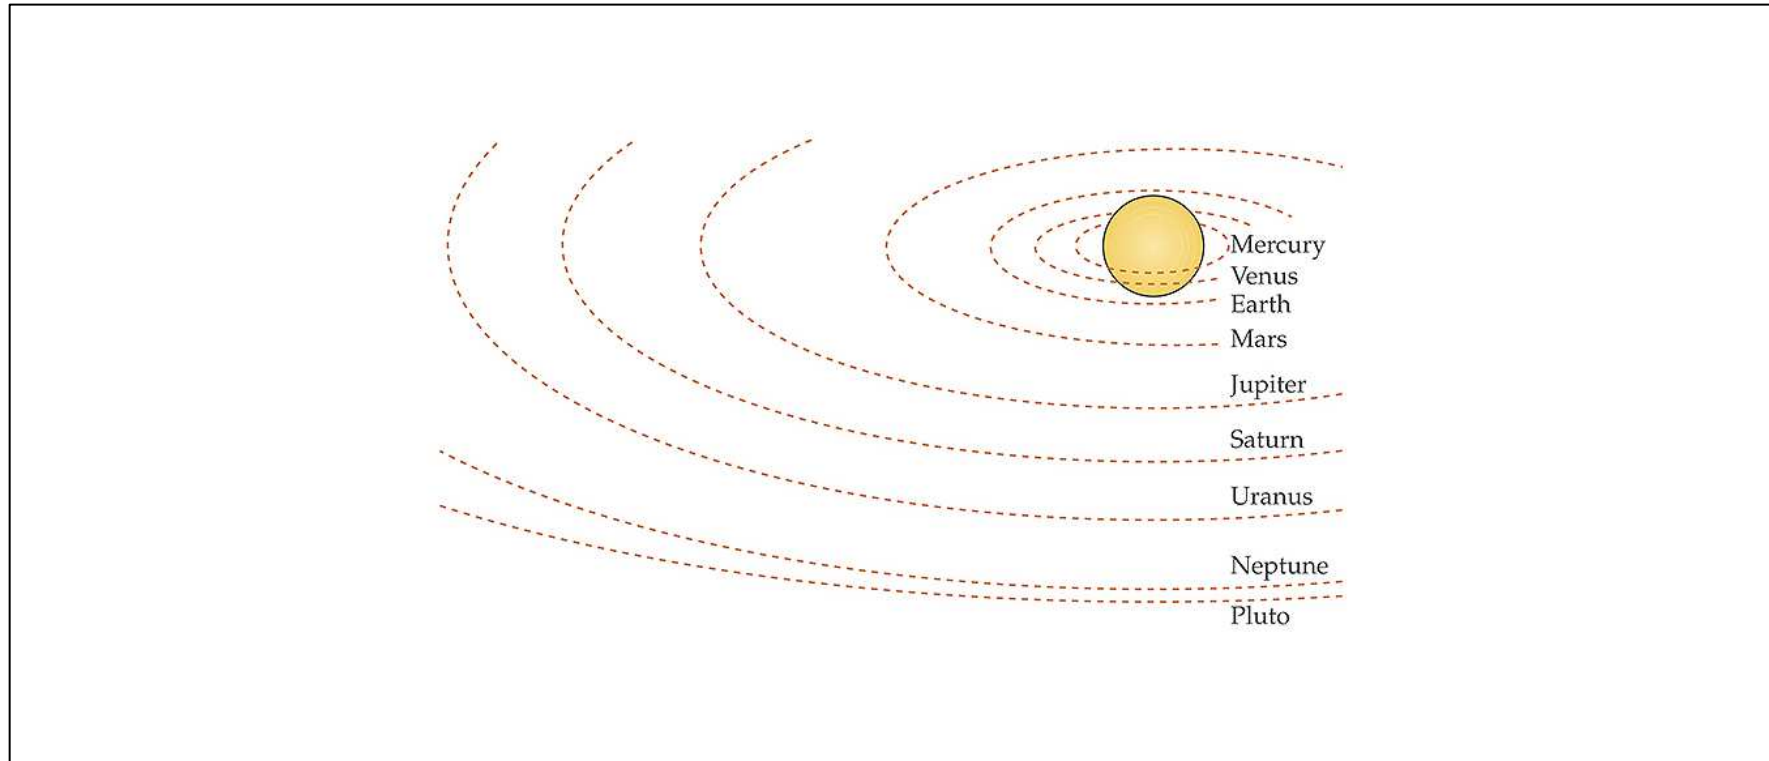 Mercury
Venus
Earth
Mars
Jupiter
Saturn
Uranus
Neptune
Pluto